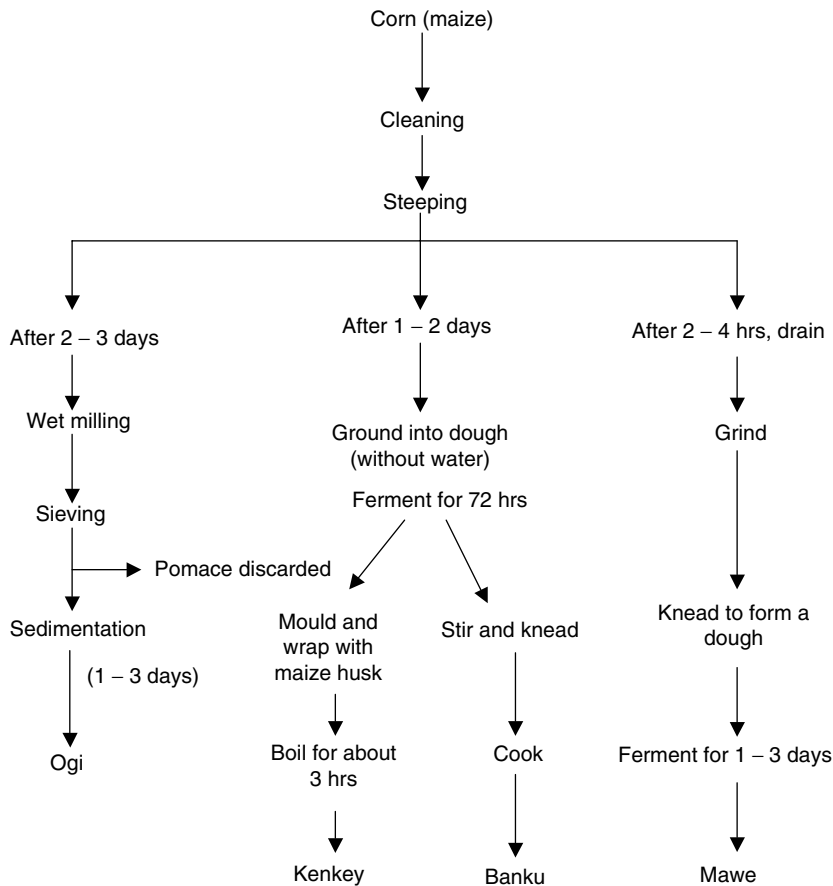 Corn (maize)
Cleaning
Steeping
After 2 – 3 days
After 1 – 2 days
After 2 – 4 hrs, drain
Wet milling
Ground into dough
(without water)
Grind
Ferment for 72 hrs
Sieving
Pomace discarded
Sedimentation
Mould and
wrap with
maize husk
Stir and knead
Knead to form a
dough
(1 – 3 days)
Ogi
Boil for about
3 hrs
Cook
Ferment for 1 – 3 days
Kenkey
Banku
Mawe